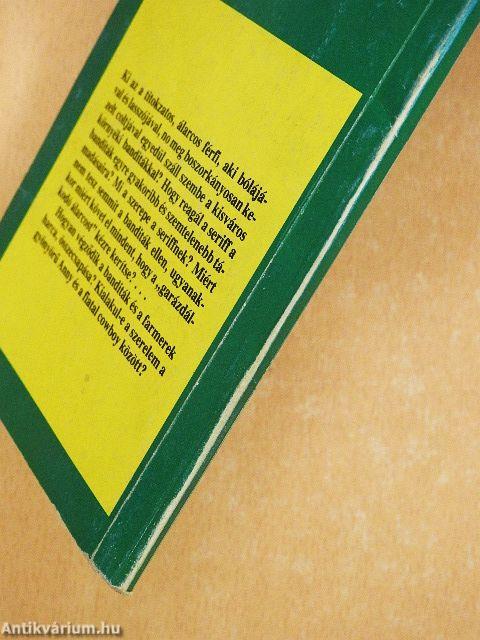 Ki az a titokzatos, álarcos férfi, aki bólájá-
val és lasszójával, no meg boszorkányosan ke-
zelt coltjával egyedül száll szembe a kisváros
környéki banditákkal? Hogy reagál a seriff a
banditák egyre gyakoribb és szemtelenebb tá-
madásaira? Mi a szerepe a seriffnek? Miért
nem tesz semmit a banditák ellen, ugyanak-
kor miért követ el mindent, hogy a „garázdál-
kodó álarcost” kézre kerítse? . . .
Hogyan végződik a banditák és a farmerek
harca, összecsapása? Kialakul-e a szerelem a
gyönyörű Anny és a fiatal cowboy között?
Antikvárium.hu